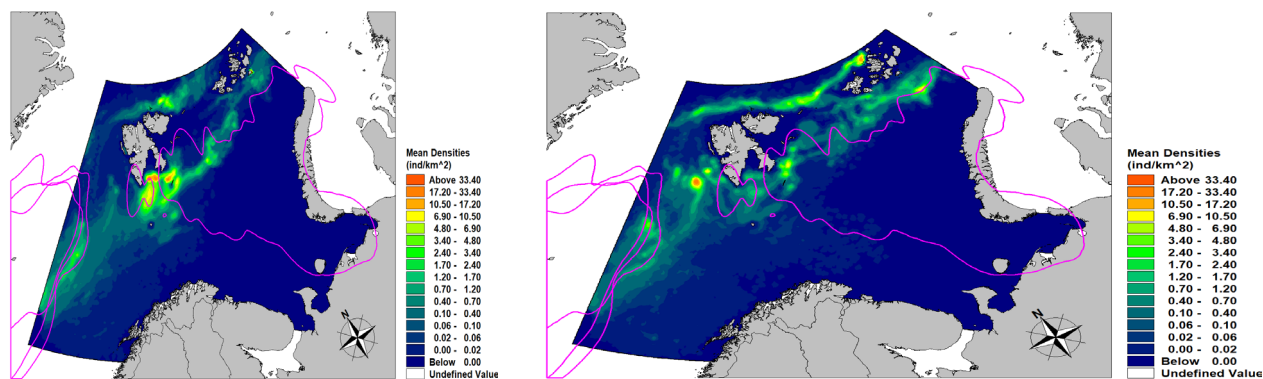 N
Mean Densities
(ind/km^2)
Above 33.40
17.20 - 33.40
10.50 - 17.20
6.90 - 10.50
4.80 - 6.90
3.40 - 4.80
2.40 - 3.40
1.70 - 2.40
1.20 - 1.70
0.70 - 1.20
0.40 - 0.70
0.10 - 0.40
0.06 - 0.10
0.02 - 0.06
0.00 - 0.02
Below 0.00
Undefined Value
N
Mean Densities
(ind/km^2)
Above 33.40
17.20 - 33.40
10.50 - 17.20
6.90 - 10.50
4.80 - 6.90
3.40 - 4.80
2.40 - 3.40
1.70 - 2.40
1.20 - 1.70
0.70 - 1.20
0.40 - 0.70
0.10 - 0.40
0.06 - 0.10
0.02 - 0.06
0.00 - 0.02
Below 0.00
Undefined Value